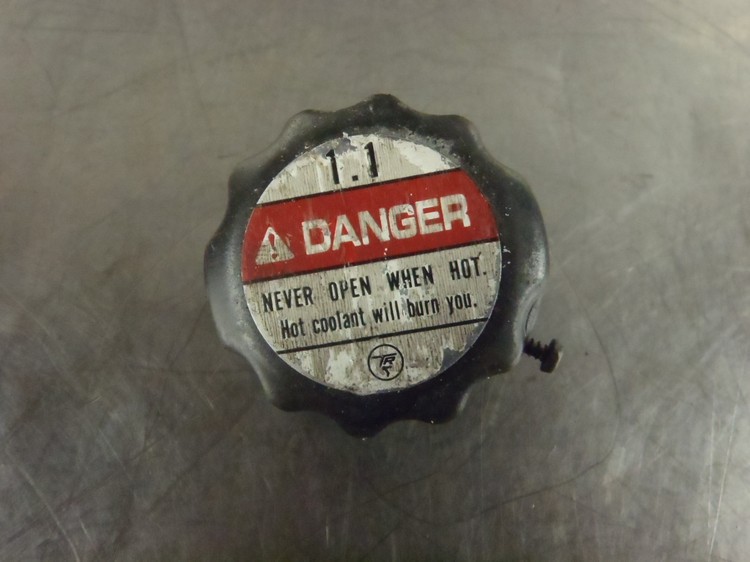 1.1
DANGER
NEVER OPEN WHEN HOT.
Hot coolant will burn you.